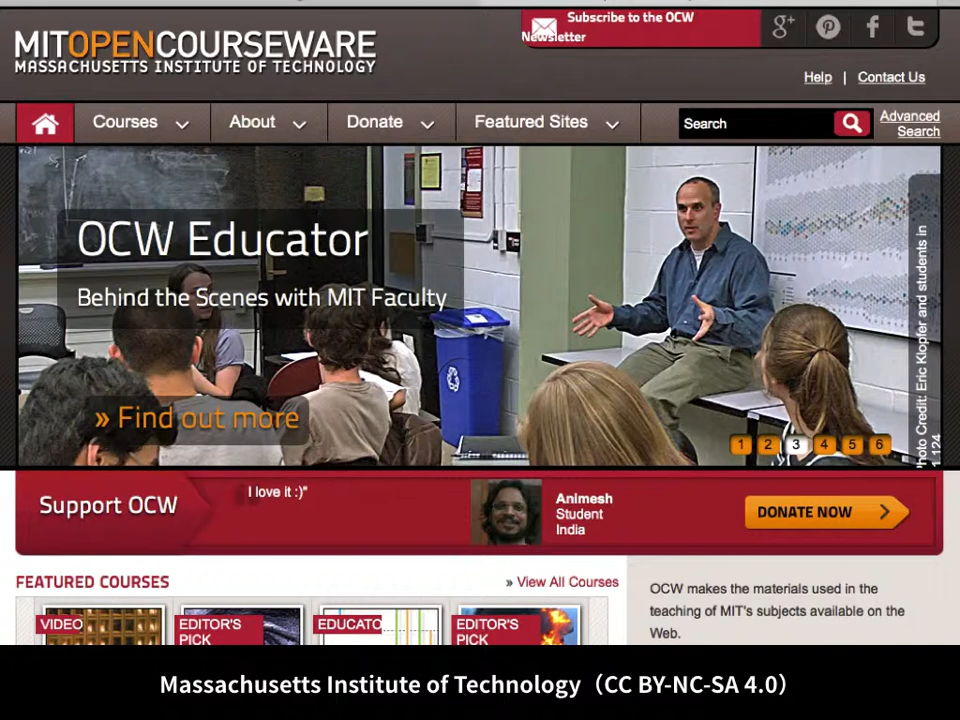 MITOPENCOURSEWARE
MASSACHUSETTS INSTITUTE OF TECHNOLOGY
Subscribe to the OCW
Newsletter
g+
Help | Contact Us
Courses
About
Donate
Featured Sites
Search
Advanced
Search
OCW Educator
Behind the Scenes with MIT Faculty
» Find out more
Photo Credit: Eric Klopfer and students in
1 2 3 4 5 6
Support OCW
I love it :)"
Animesh
Student
India
DONATE NOW
FEATURED COURSES
» View All Courses
VIDEO
EDITOR'S
PICK
EDUCATO
EDITOR'S
PICK
OCW makes the materials used in the
teaching of MIT's subjects available on the
Web.
Massachusetts Institute of Technology（CC BY-NC-SA 4.0）